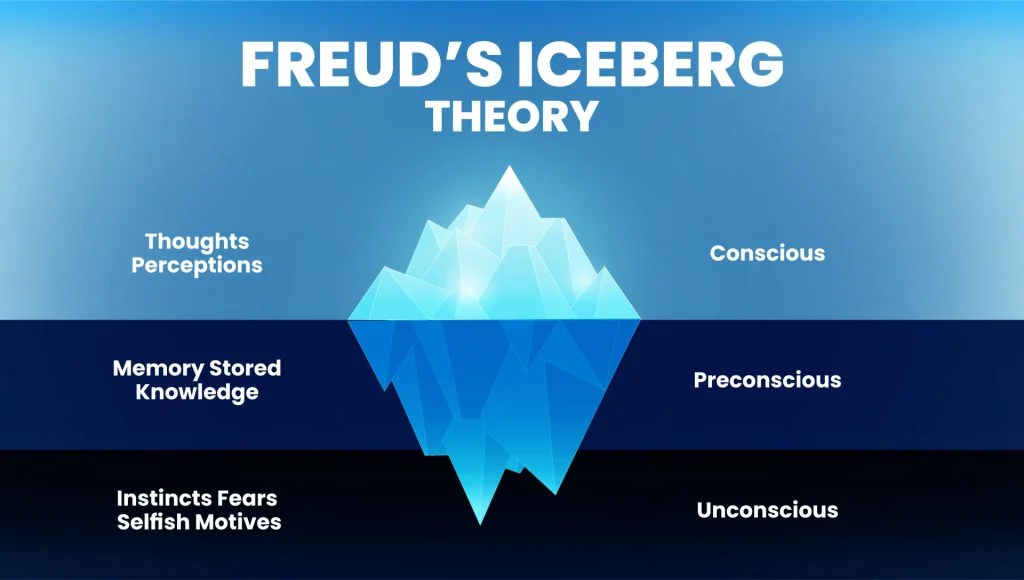 FREUD’S ICEBERG
THEORY
Thoughts
Perceptions
Conscious
Memory Stored
Knowledge
Preconscious
Instincts Fears
Selfish Motives
Unconscious